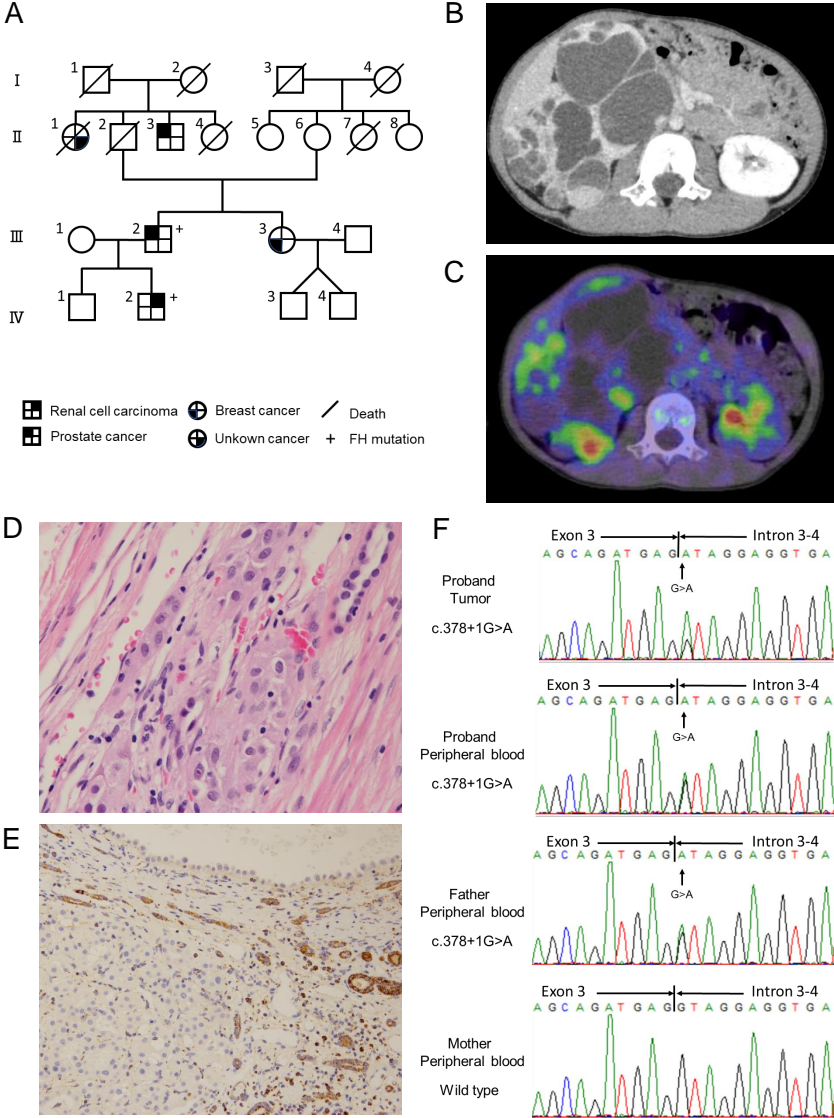 A
I
1
2
3
4
II
1
2
3
4
5
6
7
8
III
1
2
+
3
4
IV
1
2
+
3
4
Renal cell carcinoma
Breast cancer
Death
Prostate cancer
Unkown cancer
+ FH mutation
B
C
D
E
F
Exon 3
Intron 3-4
A G C A G A T G A G A T A G G A G G T G A
G>A
Proband
Tumor
c.378+1G>A
Exon 3
Intron 3-4
A G C A G A T G A G A T A G G A G G T G A
G>A
Proband
Peripheral blood
c.378+1G>A
Exon 3
Intron 3-4
A G C A G A T G A G A T A G G A G G T G A
G>A
Father
Peripheral blood
c.378+1G>A
Exon 3
Intron 3-4
A G C A G A T G A G G T A G G A G G T G A
Mother
Peripheral blood
Wild type